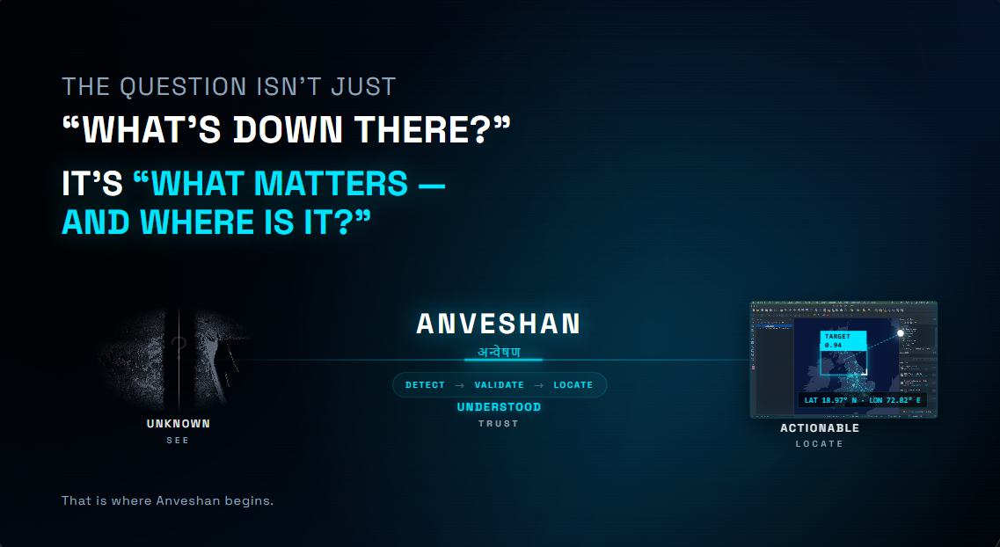 THE QUESTION ISN’T JUST
“WHAT’S DOWN THERE?”
IT’S “WHAT MATTERS —
AND WHERE IS IT?”
ANVESHAN
अन्वेषण
DETECT → VALIDATE → LOCATE
UNDERSTOOD
TRUST
?
UNKNOWN
SEE
TARGET
0.94
LAT 18.97° N · LON 72.82° E
ACTIONABLE
LOCATE
That is where Anveshan begins.